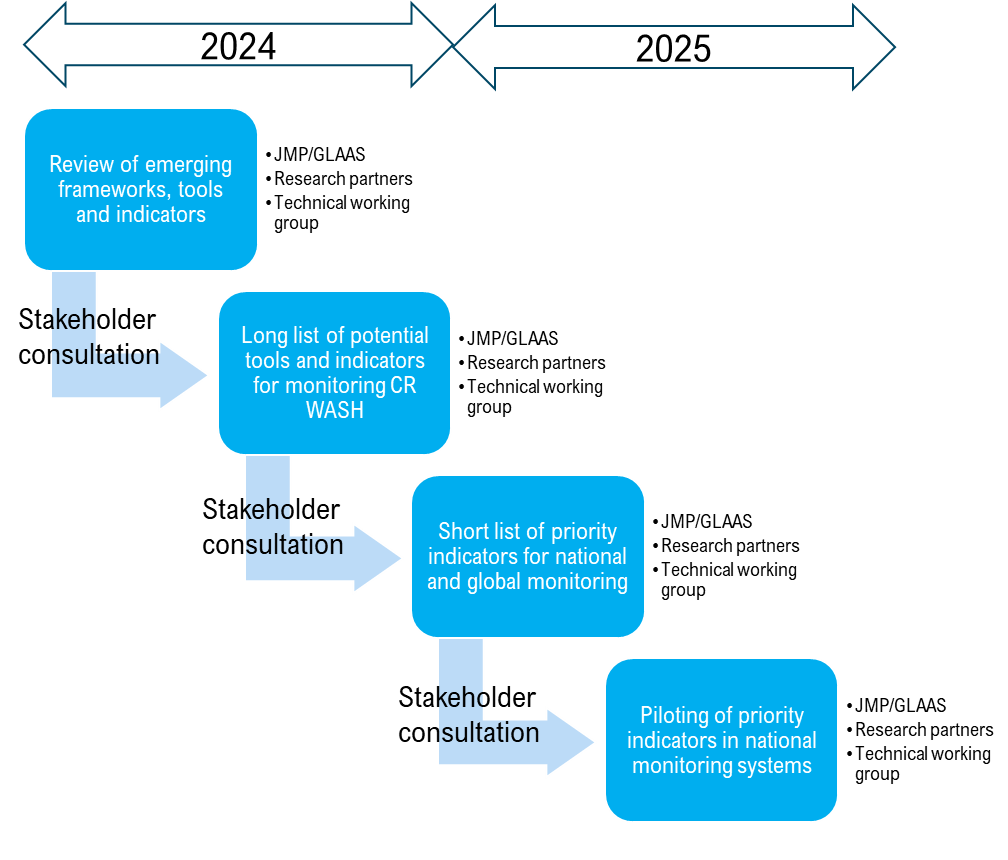 2024
2025
Review of emerging
frameworks, tools
and indicators
• JMP/GLAAS
• Research partners
• Technical working
group
Stakeholder
consultation
Long list of potential
tools and indicators
for monitoring CR
WASH
• JMP/GLAAS
• Research partners
• Technical working
group
Stakeholder
consultation
Short list of priority
indicators for national
and global monitoring
• JMP/GLAAS
• Research partners
• Technical working
group
Stakeholder
consultation
Piloting of priority
indicators in national
monitoring systems
• JMP/GLAAS
• Research partners
• Technical working
group